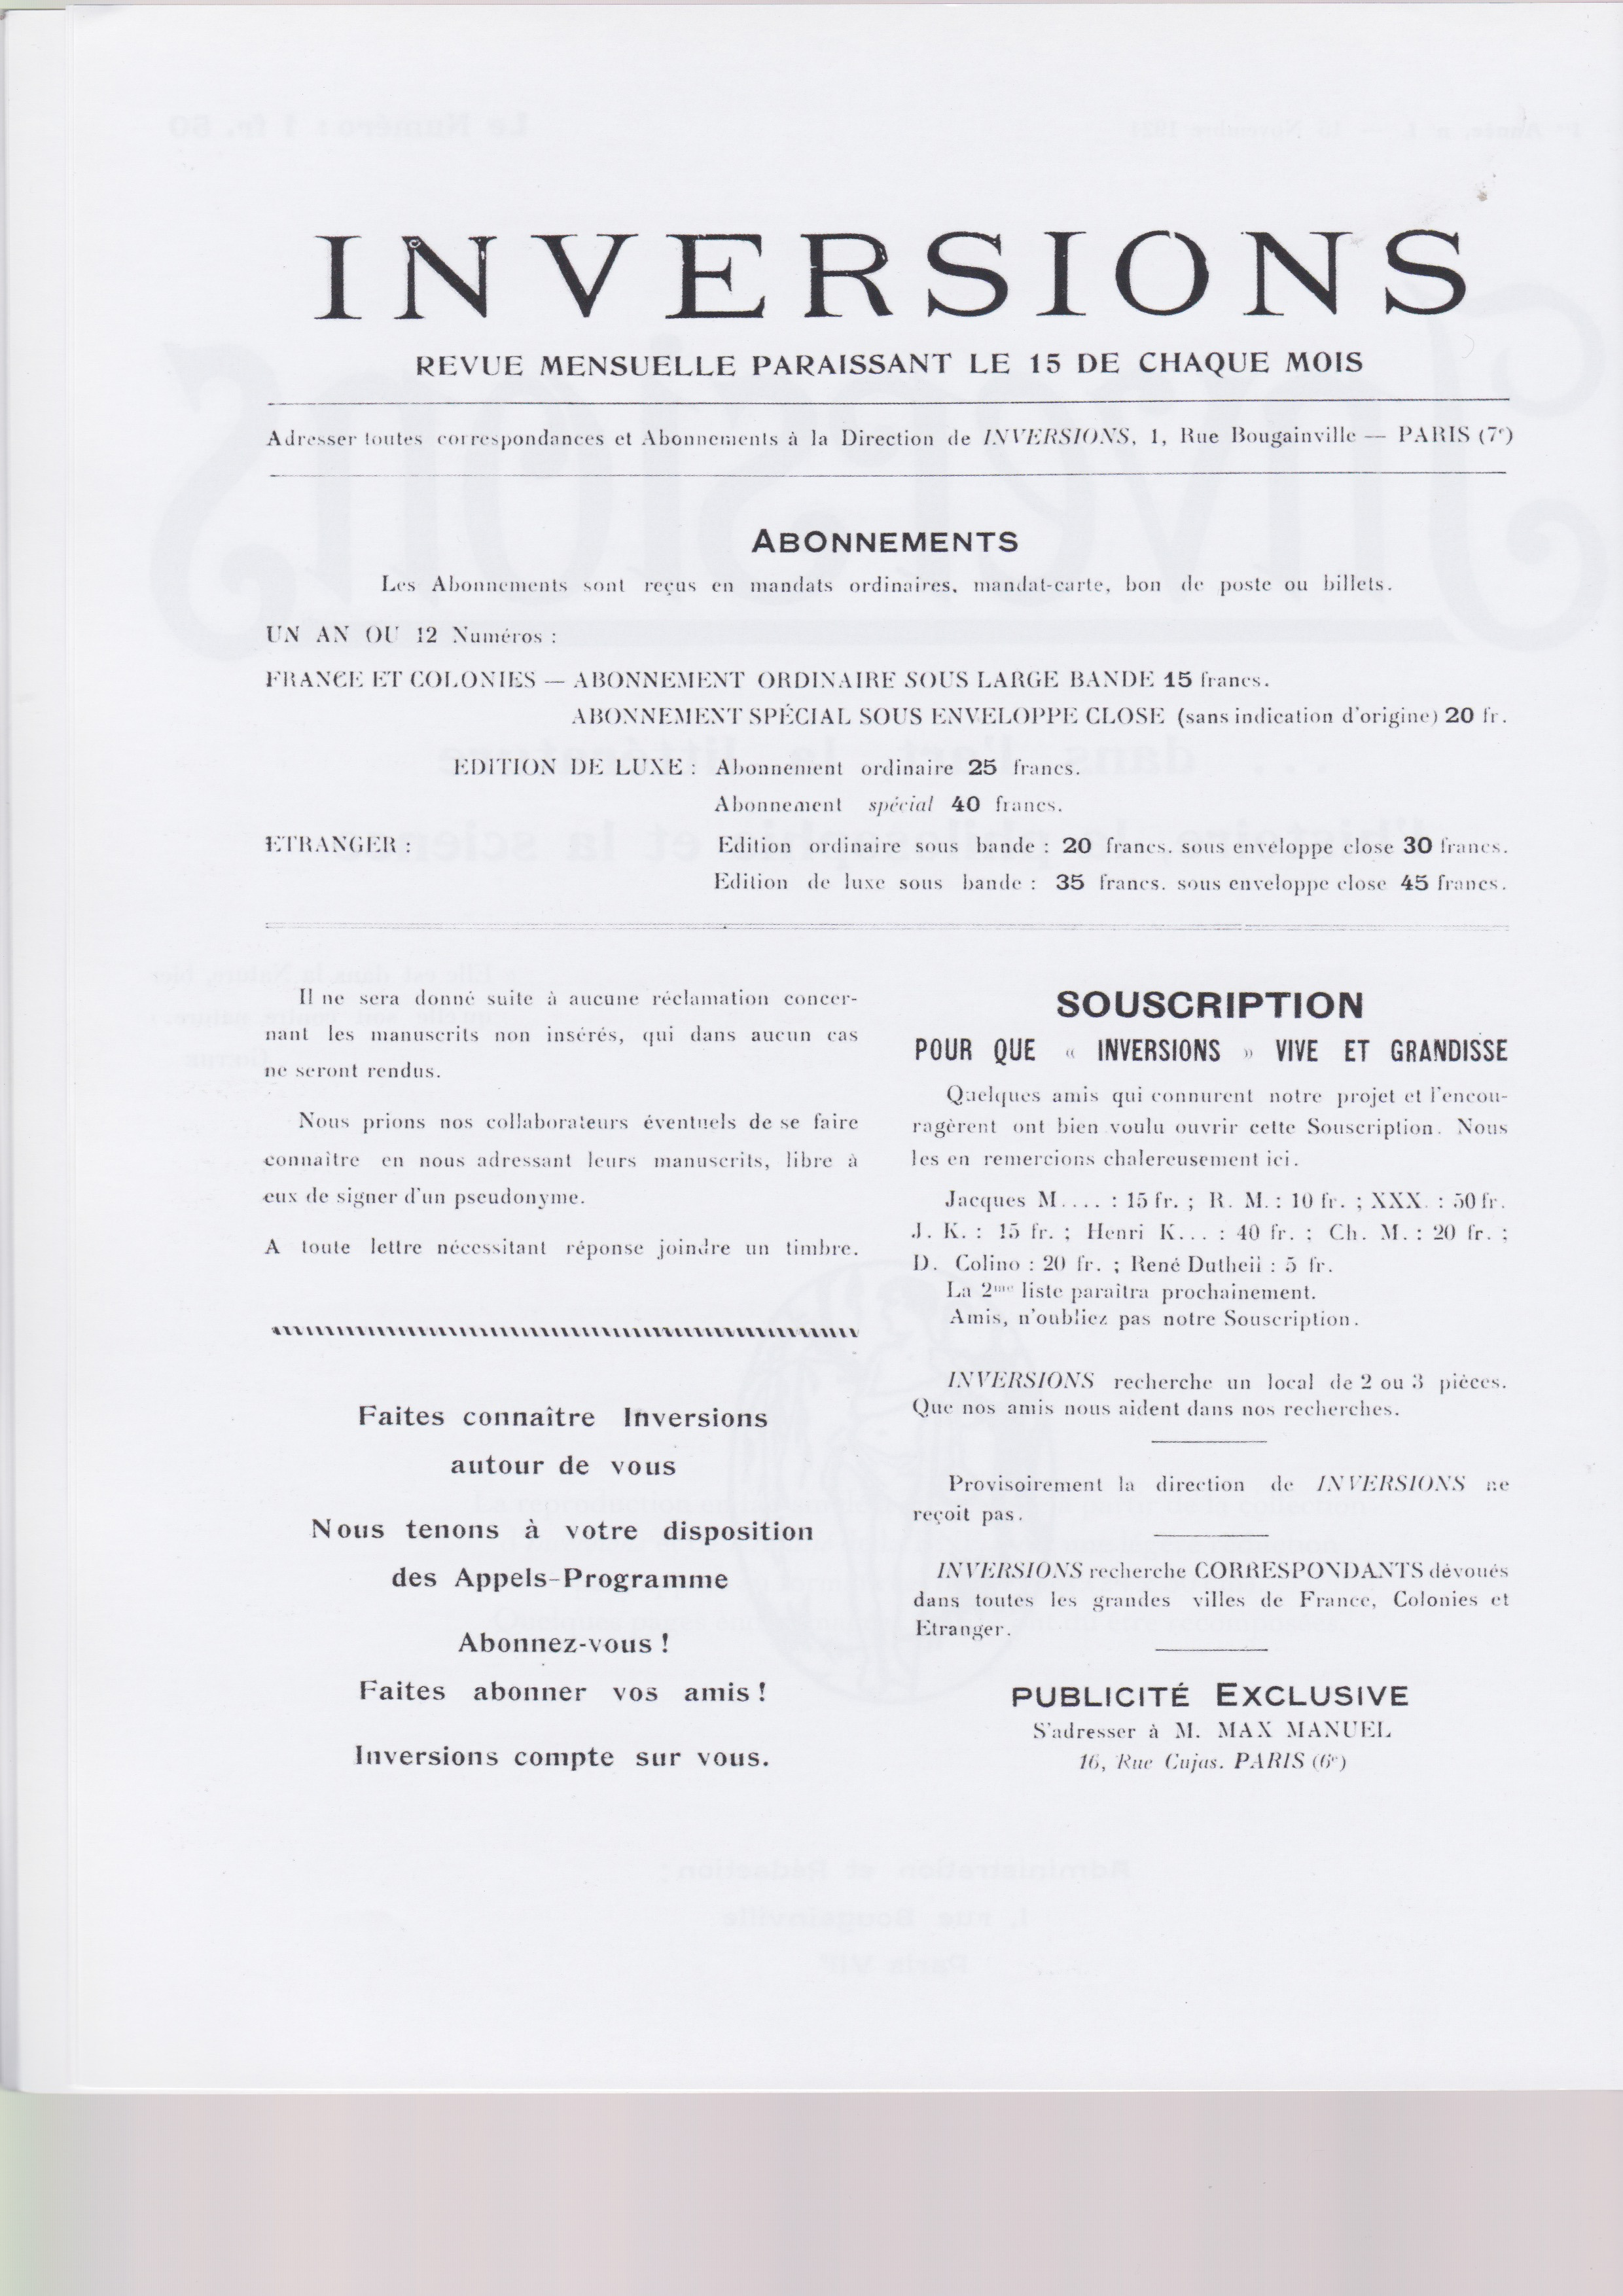 INVERSIONS
REVUE MENSUELLE PARAISSANT LE 15 DE CHAQUE MOIS
Adresser toutes correspondances et Abonnements à la Direction de INVERSIONS, 1, Rue Bougainville — PARIS (7e)
ABONNEMENTS
Les Abonnements sont reçus en mandats ordinaires, mandat-carte, bon de poste ou billets.
UN AN OU 12 Numéros :
FRANCE ET COLONIES — ABONNEMENT ORDINAIRE SOUS LARGE BANDE 15 francs.
ABONNEMENT SPÉCIAL SOUS ENVELOPPE CLOSE (sans indication d'origine) 20 fr.
EDITION DE LUXE : Abonnement ordinaire 25 francs.
Abonnement spécial 40 francs.
ETRANGER : Edition ordinaire sous bande : 20 francs. sous enveloppe close 30 francs.
Edition de luxe sous bande : 35 francs. sous enveloppe close 45 francs.
Il ne sera donné suite à aucune réclamation concer-
nant les manuscrits non insérés, qui dans aucun cas
ne seront rendus.
Nous prions nos collaborateurs éventuels de se faire
connaître en nous adressant leurs manuscrits, libre à
eux de signer d'un pseudonyme.
A toute lettre nécessitant réponse joindre un timbre.
Faites connaître Inversions
autour de vous
Nous tenons à votre disposition
des Appels-Programme
Abonnez-vous !
Faites abonner vos amis !
Inversions compte sur vous.
SOUSCRIPTION
POUR QUE « INVERSIONS » VIVE ET GRANDISSE
Quelques amis qui connurent notre projet et l'encou-
ragèrent ont bien voulu ouvrir cette Souscription. Nous
les en remercions chalereusement ici.
Jacques M.... : 15 fr. ; R. M. : 10 fr. ; XXX. : 50 fr.
J. K. : 15 fr. ; Henri K... : 40 fr. ; Ch. M. : 20 fr. ;
D. Colino : 20 fr. ; René Dutheil : 5 fr.
La 2me liste paraîtra prochainement.
Amis, n'oubliez pas notre Souscription.
INVERSIONS recherche un local de 2 ou 3 pièces.
Que nos amis nous aident dans nos recherches.
Provisoirement la direction de INVERSIONS ne
reçoit pas.
INVERSIONS recherche CORRESPONDANTS dévoués
dans toutes les grandes villes de France, Colonies et
Etranger.
PUBLICITÉ EXCLUSIVE
S'adresser à M. MAX MANUEL
16, Rue Cujas. PARIS (6e)